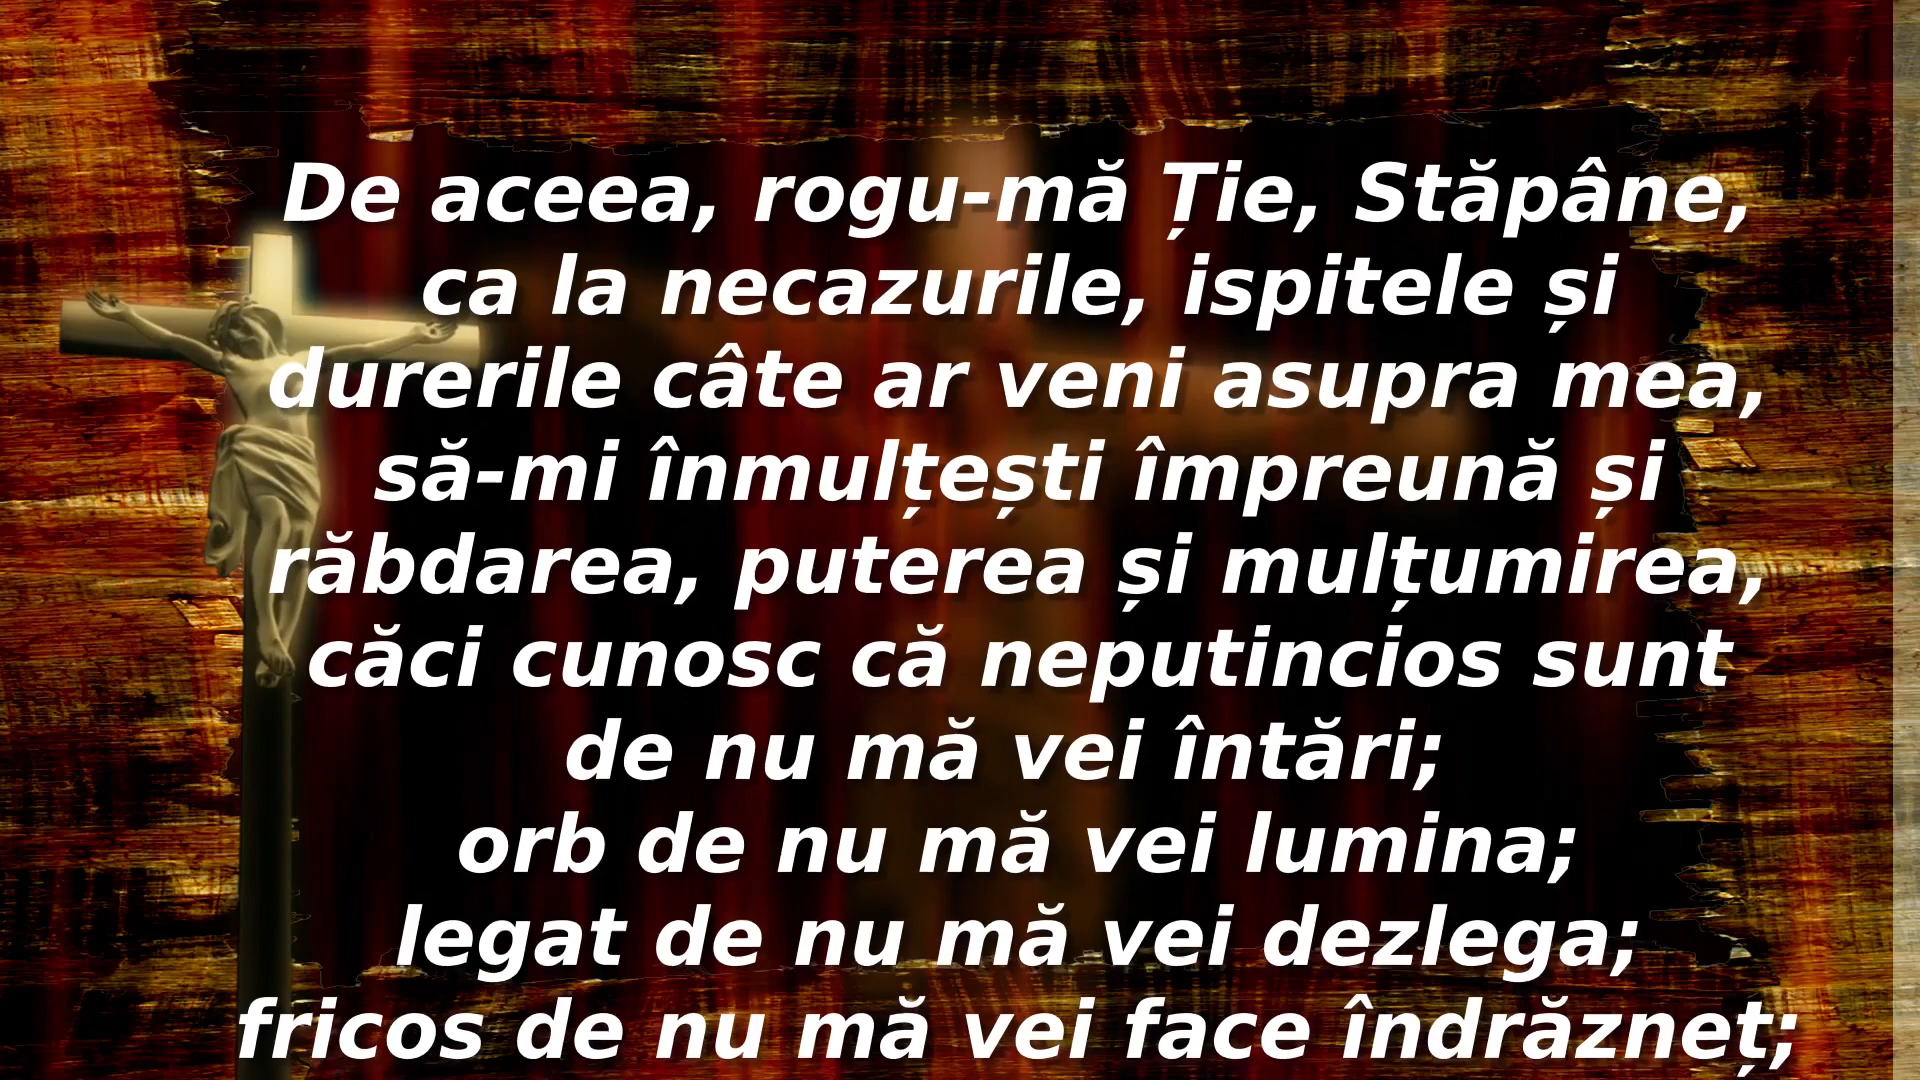 De aceea, rogu-mă Ție, Stăpâne,
ca la necazurile, ispitele și
durerile câte ar veni asupra mea,
să-mi înmulțești împreună și
răbdarea, puterea și mulțumirea,
căci cunosc că neputincios sunt
de nu mă vei întări;
orb de nu mă vei lumina;
legat de nu mă vei dezlega;
fricos de nu mă vei face îndrăzneț;